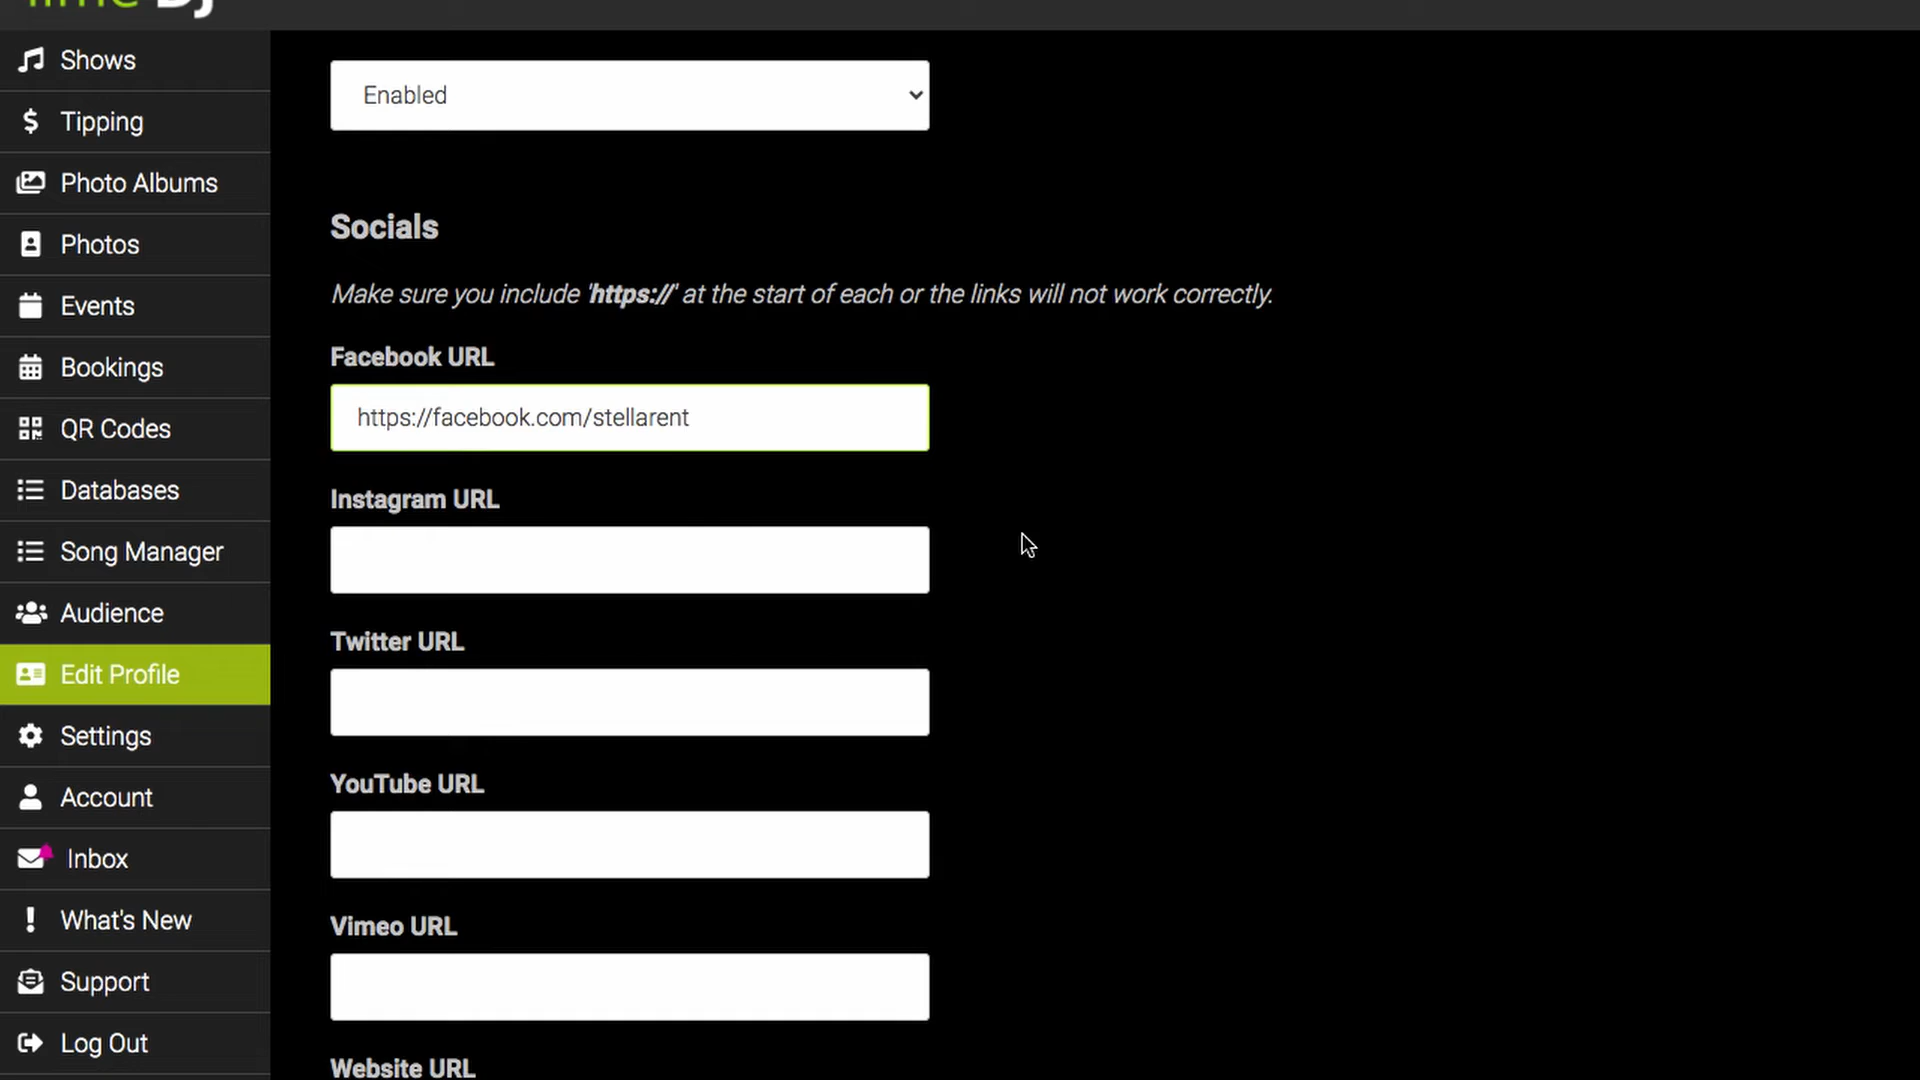 lime DJ
Shows
Tipping
Photo Albums
Photos
Events
Bookings
QR Codes
Databases
Song Manager
Audience
Edit Profile
Settings
Account
Inbox
What's New
Support
Log Out
Enabled
Socials
Make sure you include 'https://' at the start of each or the links will not work correctly.
Facebook URL
https://facebook.com/stellarent
Instagram URL
Twitter URL
YouTube URL
Vimeo URL
Website URL